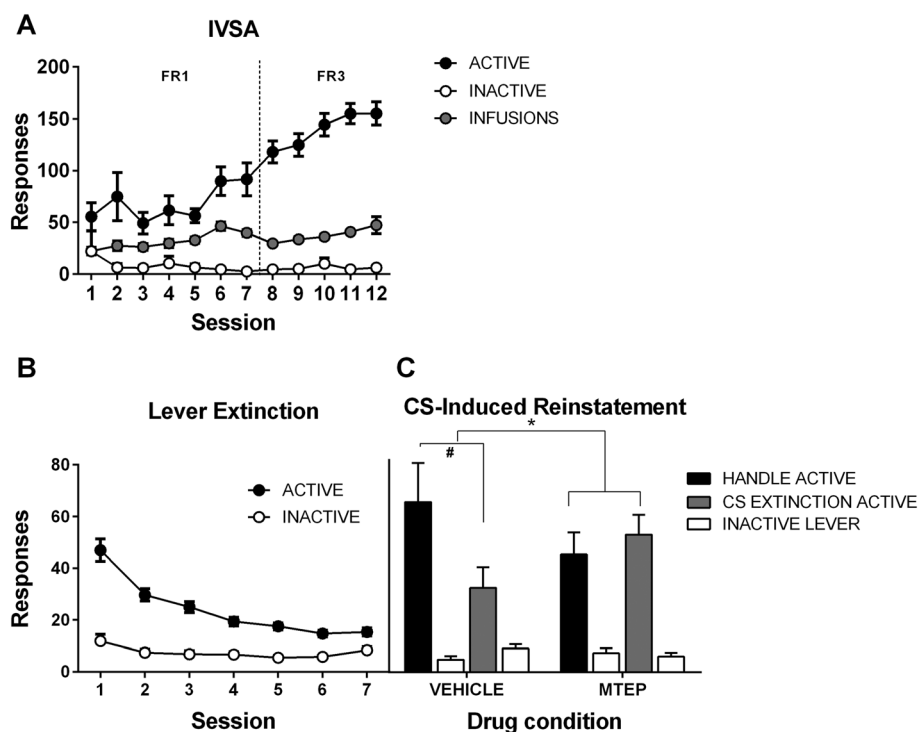 A
IVSA
FR1
FR3
ACTIVE
INACTIVE
INFUSIONS
200
150
100
50
0
Responses
1 2 3 4 5 6 7 8 9 10 11 12
Session
B
Lever Extinction
ACTIVE
INACTIVE
80
60
40
20
0
Responses
1 2 3 4 5 6 7
Session
C
CS-Induced Reinstatement
*
#
HANDLE ACTIVE
CS EXTINCTION ACTIVE
INACTIVE LEVER
VEHICLE MTEP
Drug condition